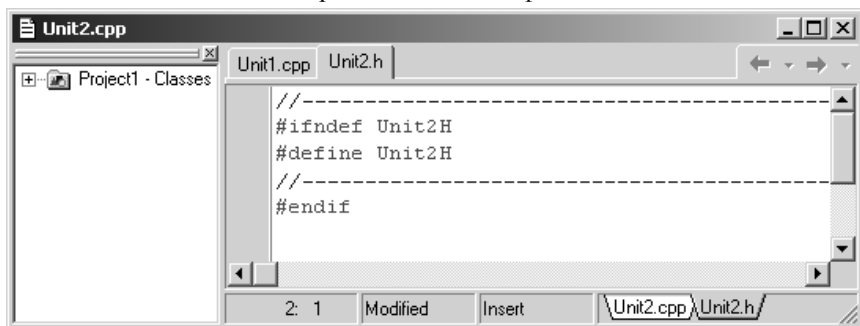 Unit2.cpp
Project1 - Classes
Unit1.cpp Unit2.h
//------------------------------------------
#ifndef Unit2H
#define Unit2H
//------------------------------------------
#endif
2: 1 Modified Insert Unit2.cpp Unit2.h